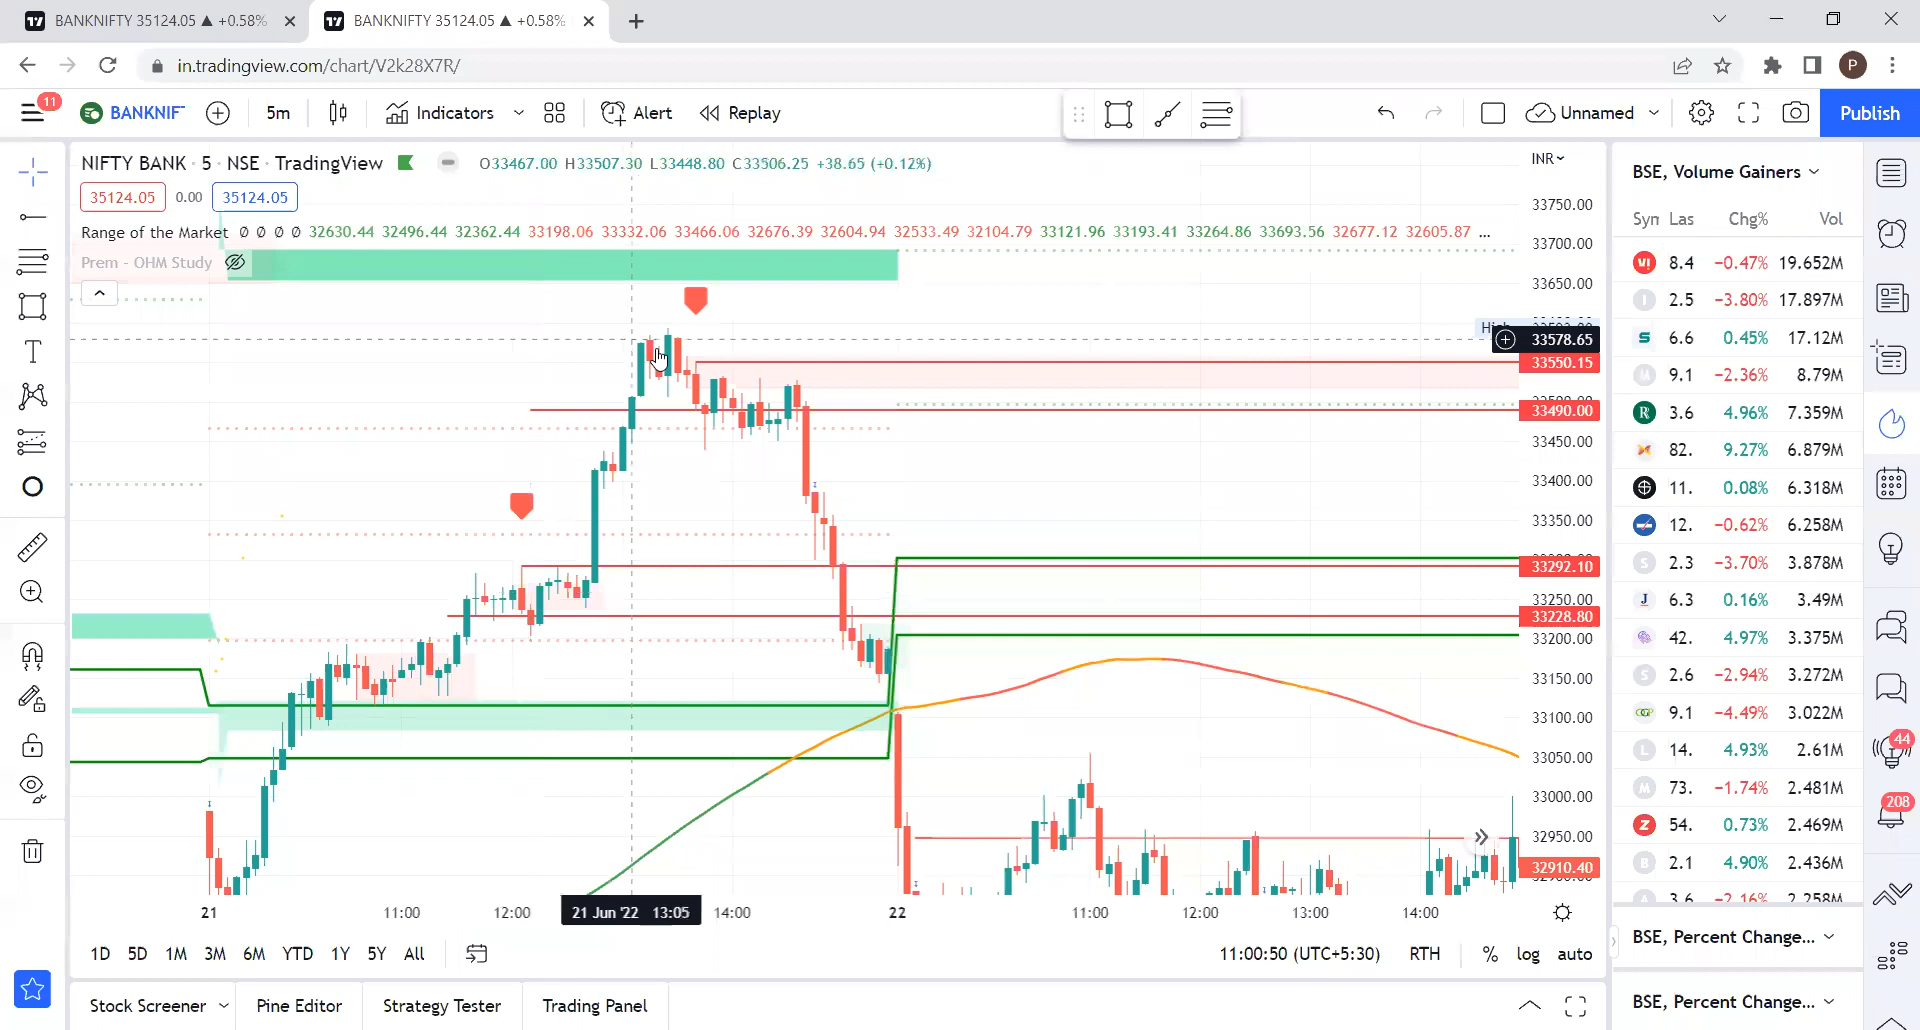 BANKNIFTY 35124.05 ▲ +0.58%
BANKNIFTY 35124.05 ▲ +0.58%
in.tradingview.com/chart/V2k28X7R/
P
11
BANKNIF
5m
Indicators
Alert
Replay
Unnamed
Publish
NIFTY BANK · 5 · NSE · TradingView
O33467.00 H33507.30 L33448.80 C33506.25 +38.65 (+0.12%)
INR
35124.05 0.00 35124.05
Range of the Market Ø Ø Ø Ø 32630.44 32496.44 32362.44 33198.06 33332.06 33466.06 32676.39 32604.94 32533.49 32104.79 33121.96 33193.41 33264.86 33693.56 32677.12 32605.87 ...
Prem - OHM Study
33750.00
33700.00
33650.00
33578.65
33550.15
33490.00
33450.00
33400.00
33350.00
33292.10
33250.00
33228.80
33200.00
33150.00
33100.00
33050.00
33000.00
32950.00
32910.40
21 11:00 12:00 21 Jun '22 13:05 14:00 22 11:00 12:00 13:00 14:00
1D 5D 1M 3M 6M YTD 1Y 5Y All
11:00:50 (UTC+5:30) RTH % log auto
Stock Screener Pine Editor Strategy Tester Trading Panel
BSE, Volume Gainers
Syn Las Chg% Vol
8.4 −0.47% 19.652M
2.5 −3.80% 17.897M
6.6 0.45% 17.12M
9.1 −2.36% 8.79M
3.6 4.96% 7.359M
82. 9.27% 6.879M
11. 0.08% 6.318M
12. −0.62% 6.258M
2.3 −3.70% 3.878M
6.3 0.16% 3.49M
42. 4.97% 3.375M
2.6 −2.94% 3.272M
9.1 −4.49% 3.022M
14. 4.93% 2.61M
73. −1.74% 2.481M
54. 0.73% 2.469M
2.1 4.90% 2.436M
3.6 −2.16% 2.258M
BSE, Percent Change...
BSE, Percent Change...
44
208